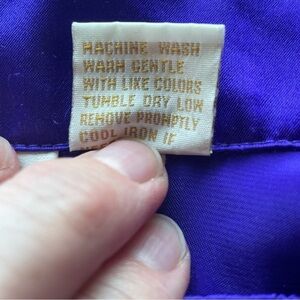 MACHINE WASH
WARM GENTLE
WITH LIKE COLORS
TUMBLE DRY LOW
REMOVE PROMPTLY
COOL IRON IF